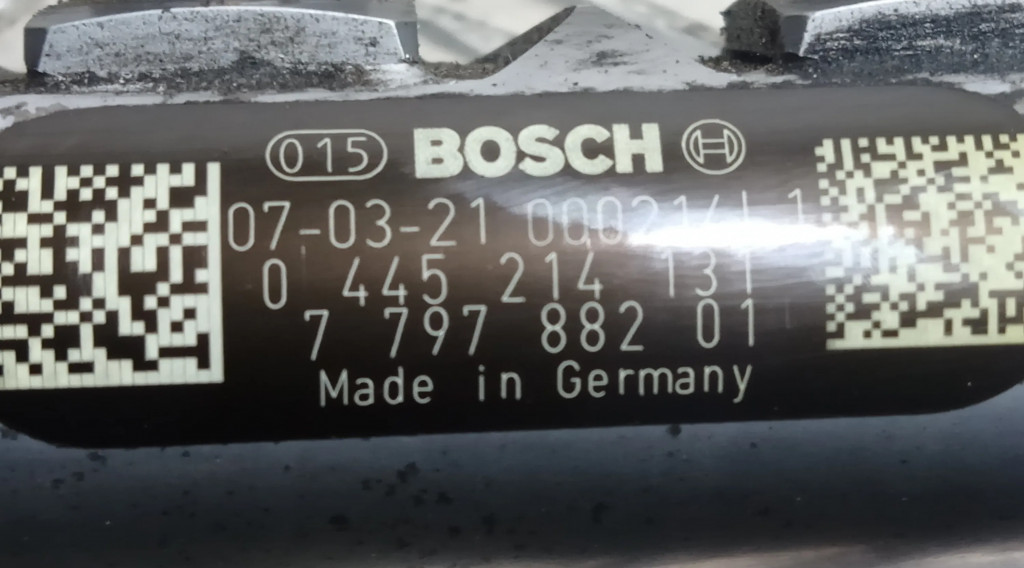 015 BOSCH
07-03-21
0 445 214 131
7 797 882 01
Made in Germany